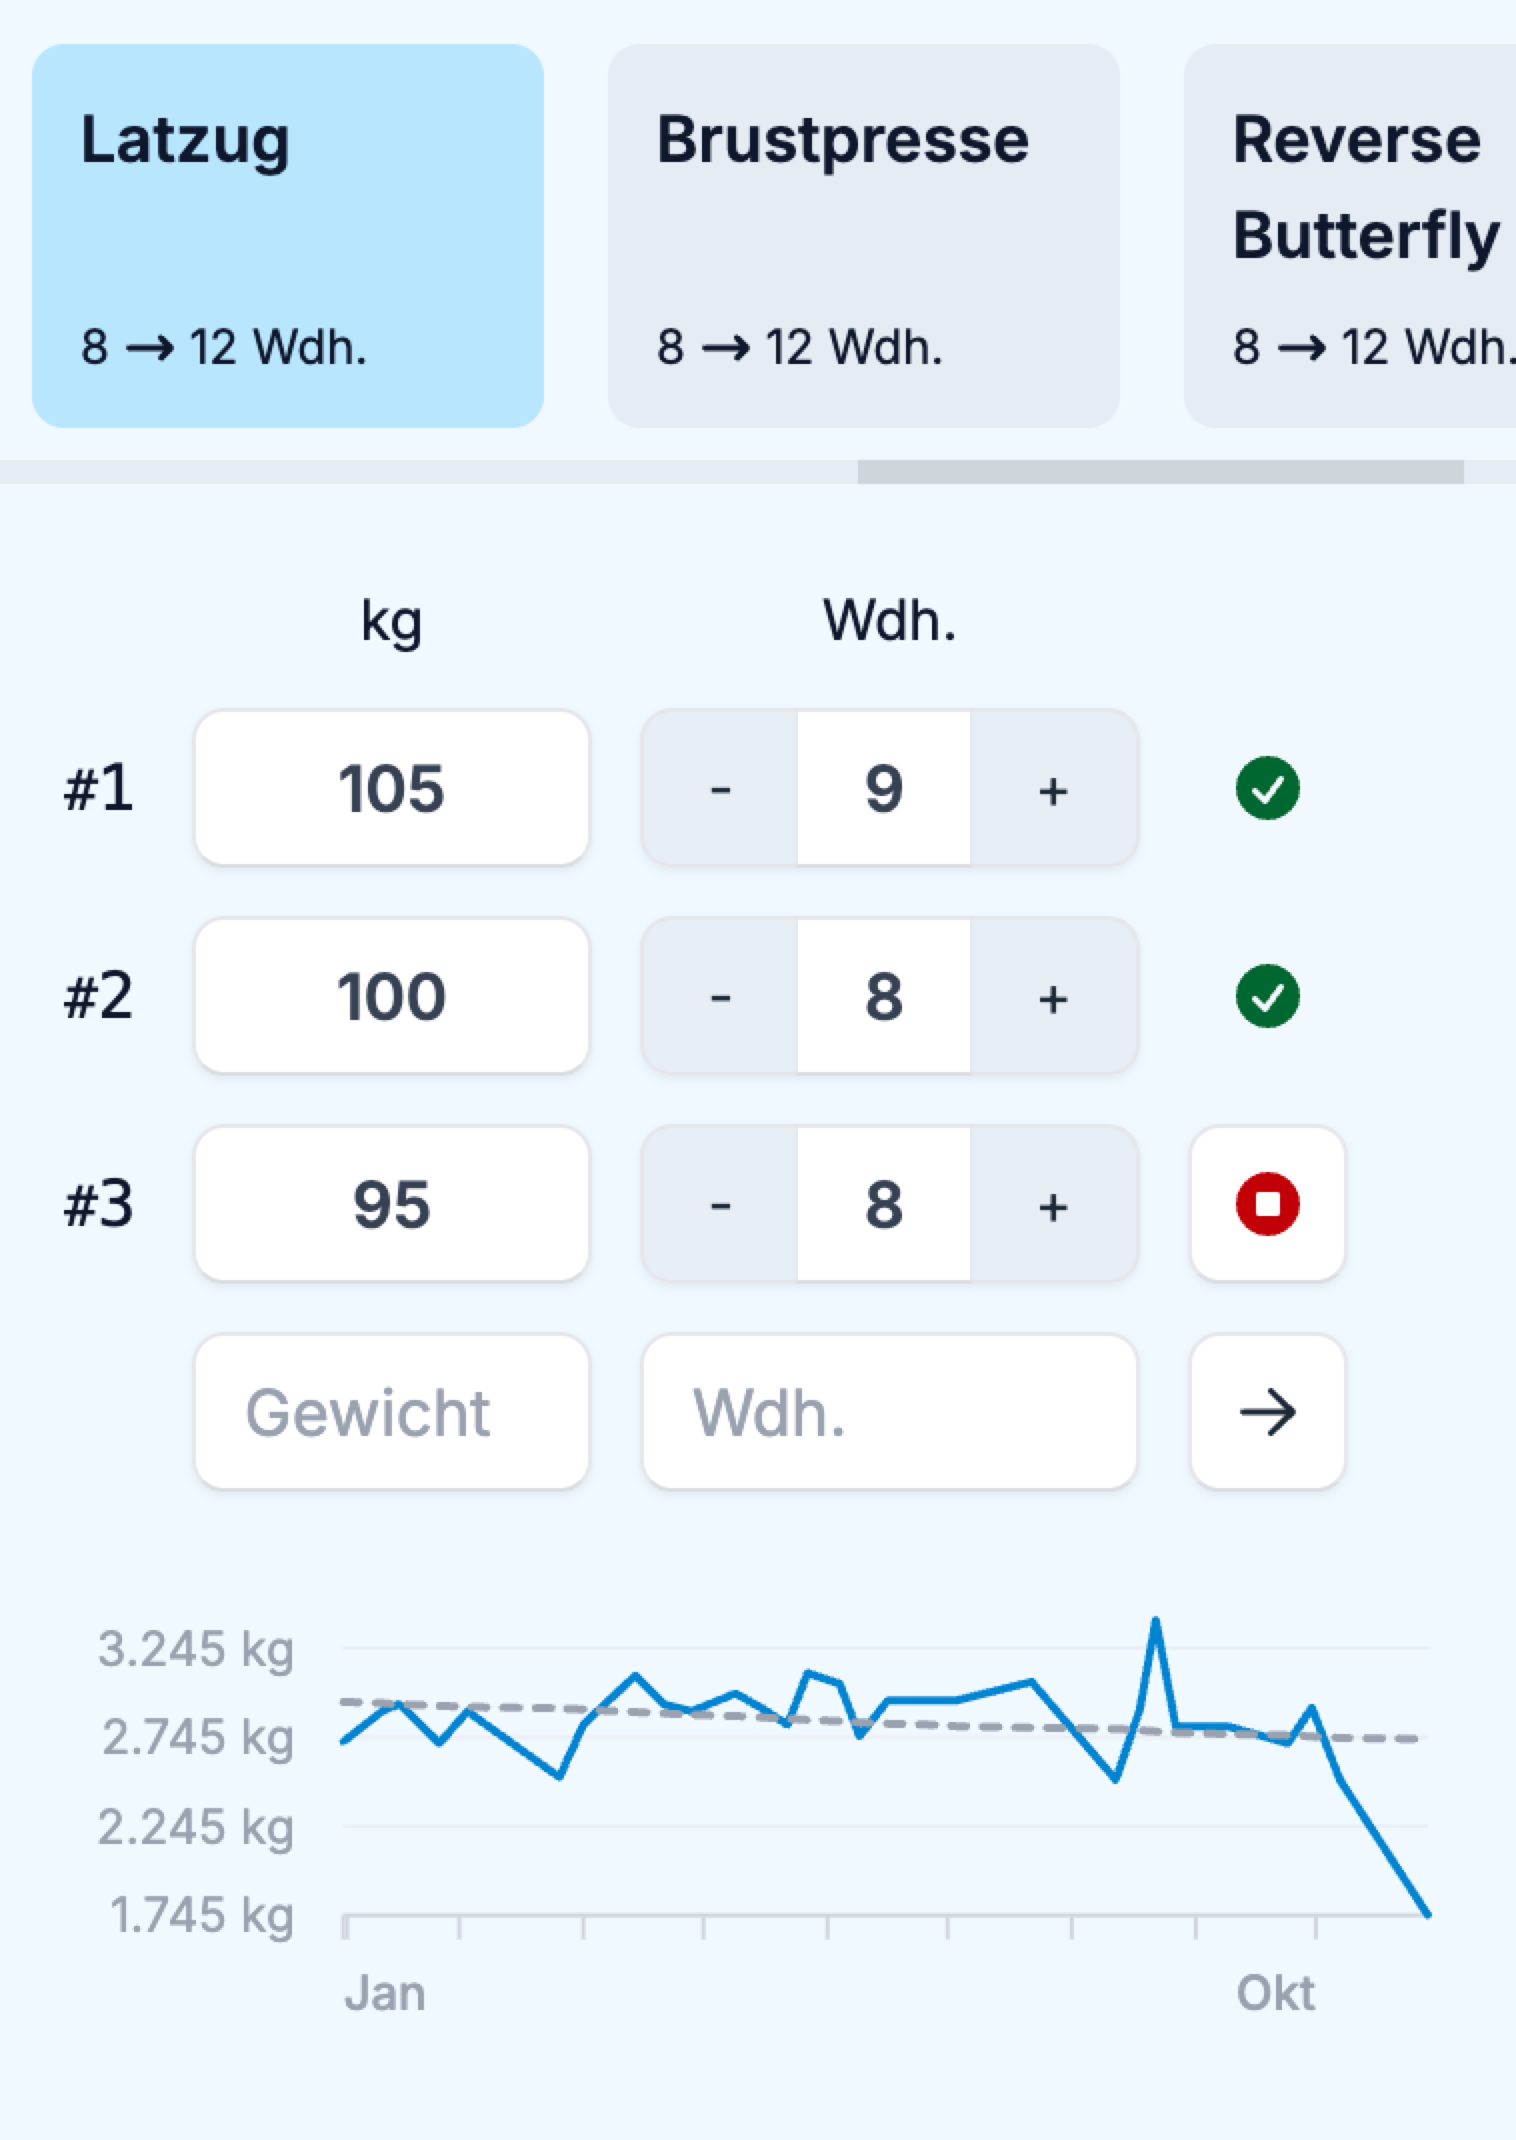 Latzug
8 → 12 Wdh.
Brustpresse
8 → 12 Wdh.
Reverse
Butterfly
8 → 12 Wdh.
kg Wdh.
#1 105 - 9 +
#2 100 - 8 +
#3 95 - 8 +
Gewicht Wdh. →
3.245 kg
2.745 kg
2.245 kg
1.745 kg
Jan Okt